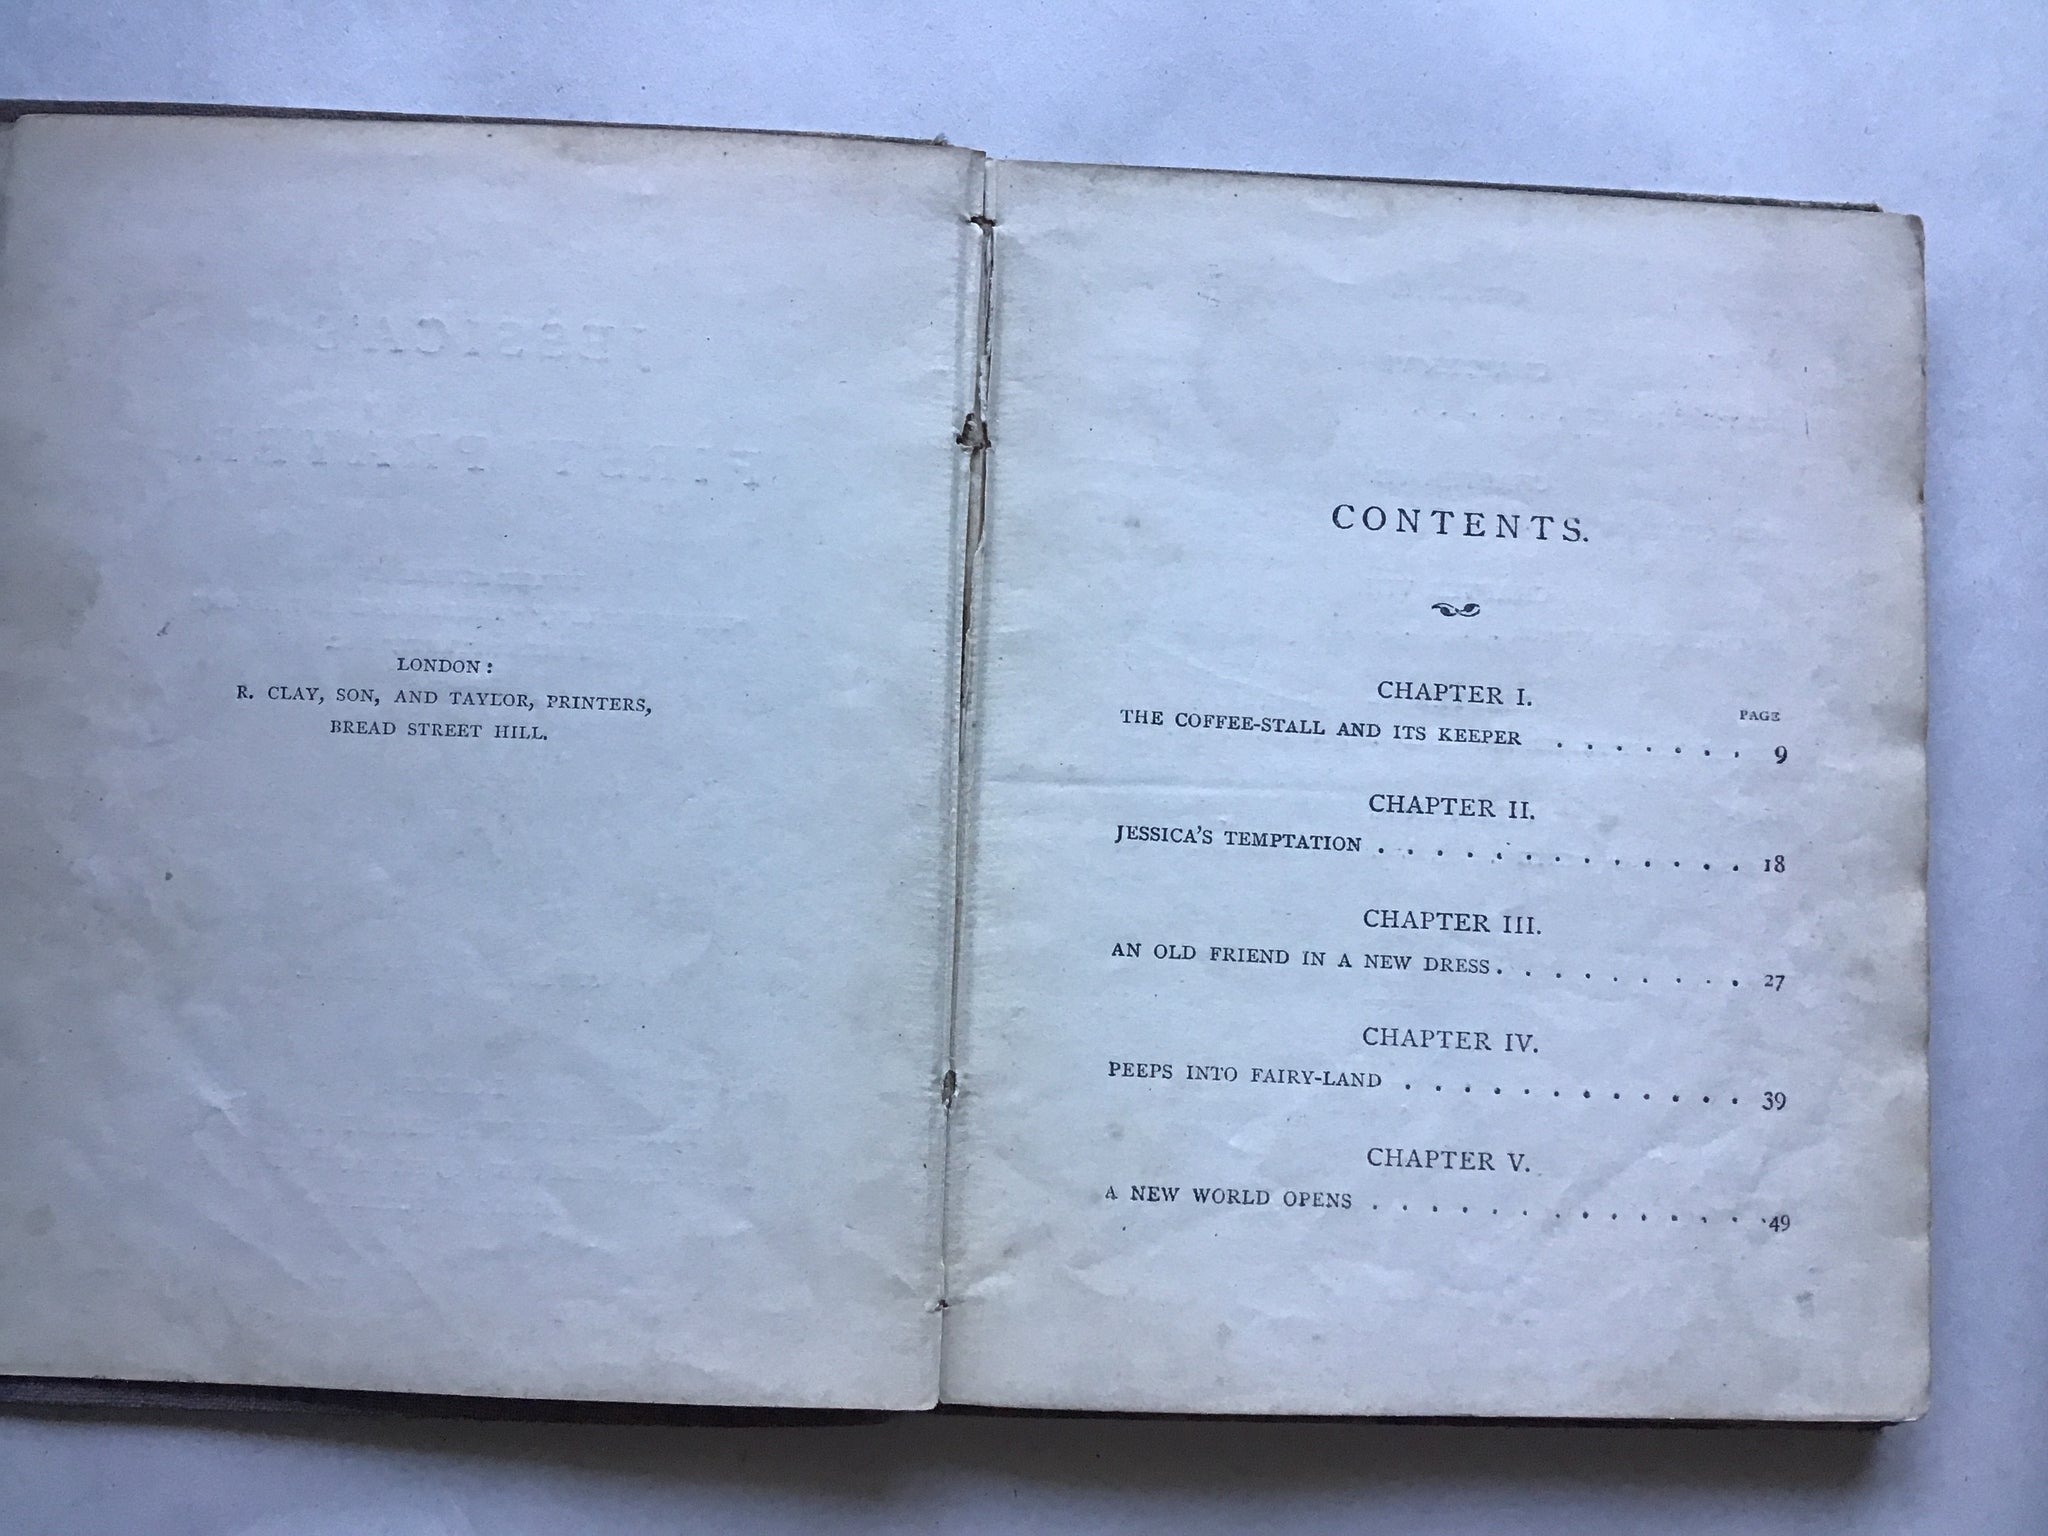 LONDON:
R. CLAY, SON, AND TAYLOR, PRINTERS,
BREAD STREET HILL.
CONTENTS.
CHAPTER I.
PAGE
THE COFFEE-STALL AND ITS KEEPER . . . . . . . 9
CHAPTER II.
JESSICA'S TEMPTATION . . . . . . . . . . . . . 18
CHAPTER III.
AN OLD FRIEND IN A NEW DRESS . . . . . . . . . 27
CHAPTER IV.
PEEPS INTO FAIRY-LAND . . . . . . . . . . . . 39
CHAPTER V.
A NEW WORLD OPENS . . . . . . . . . . . . . . 49